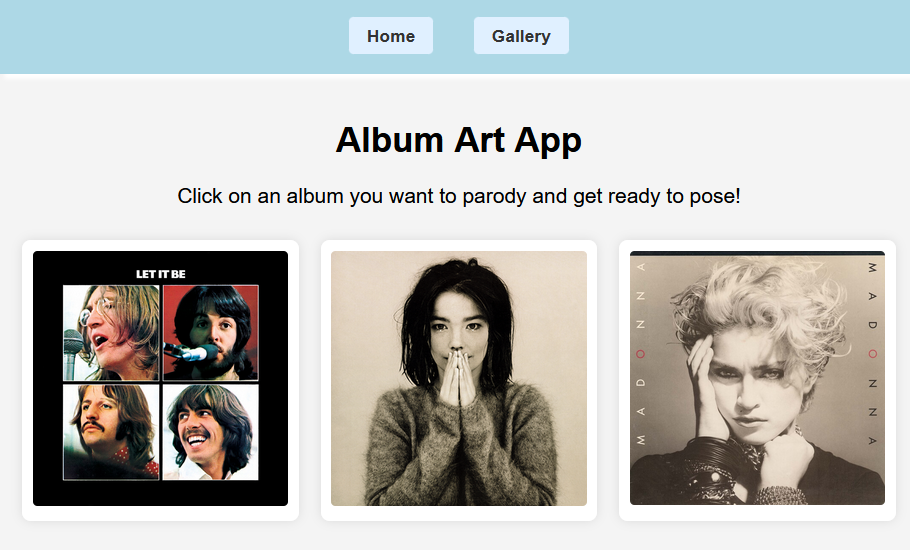 Home
Gallery
Album Art App
Click on an album you want to parody and get ready to pose!
LET IT BE
MADONNA
MADONNA